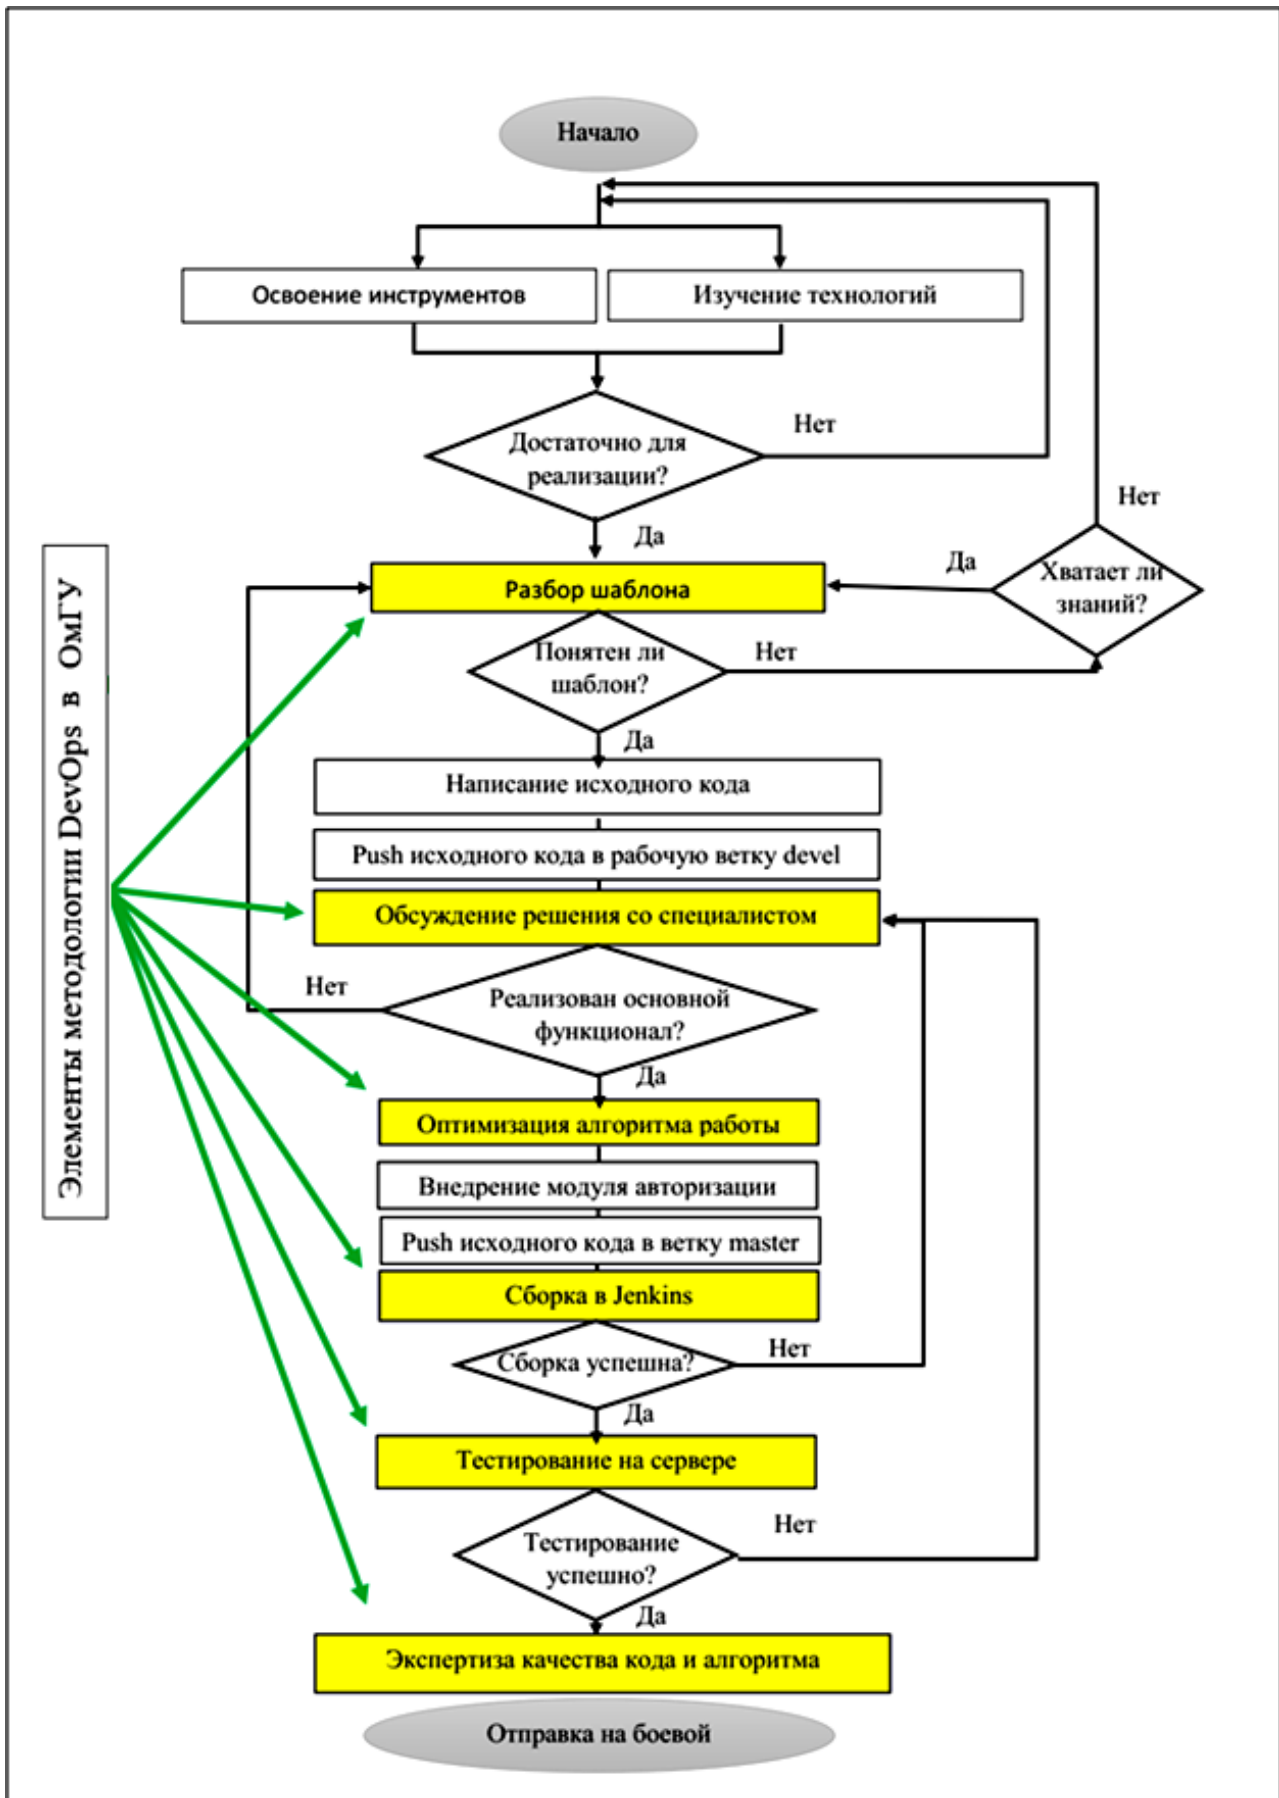 Начало
Освоение инструментов
Изучение технологий
Нет
Достаточно для
реализации?
Да
Нет
Да
Хватает ли
знаний?
Разбор шаблона
Понятен ли
шаблон?
Нет
Да
Элементы методологии DevOps в ОмГУ
Написание исходного кода
Push исходного кода в рабочую ветку devel
Обсуждение решения со специалистом
Нет
Реализован основной
функционал?
Да
Оптимизация алгоритма работы
Внедрение модуля авторизации
Push исходного кода в ветку master
Сборка в Jenkins
Сборка успешна?
Нет
Да
Тестирование на сервере
Нет
Тестирование
успешно?
Да
Экспертиза качества кода и алгоритма
Отправка на боевой